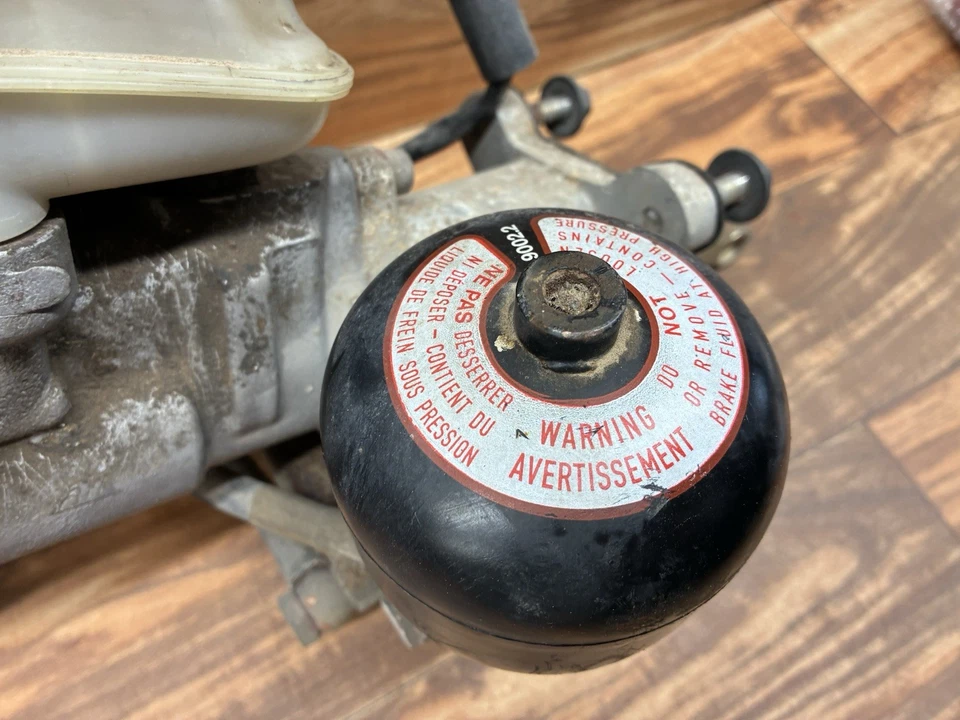 WARNING
AVERTISSEMENT
DO NOT LOOSEN
OR REMOVE — CONTAINS
BRAKE FLUID AT HIGH PRESSURE
NE PAS DESSERRER
NI DEPOSER - CONTIENT DU
LIQUIDE DE FREIN SOUS PRESSION
90022